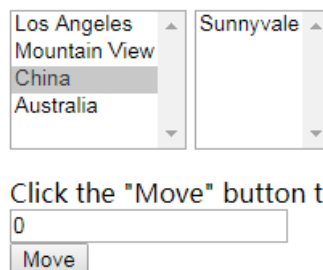 Los Angeles
Mountain View
China
Australia
Sunnyvale
Click the "Move" button t
0
Move